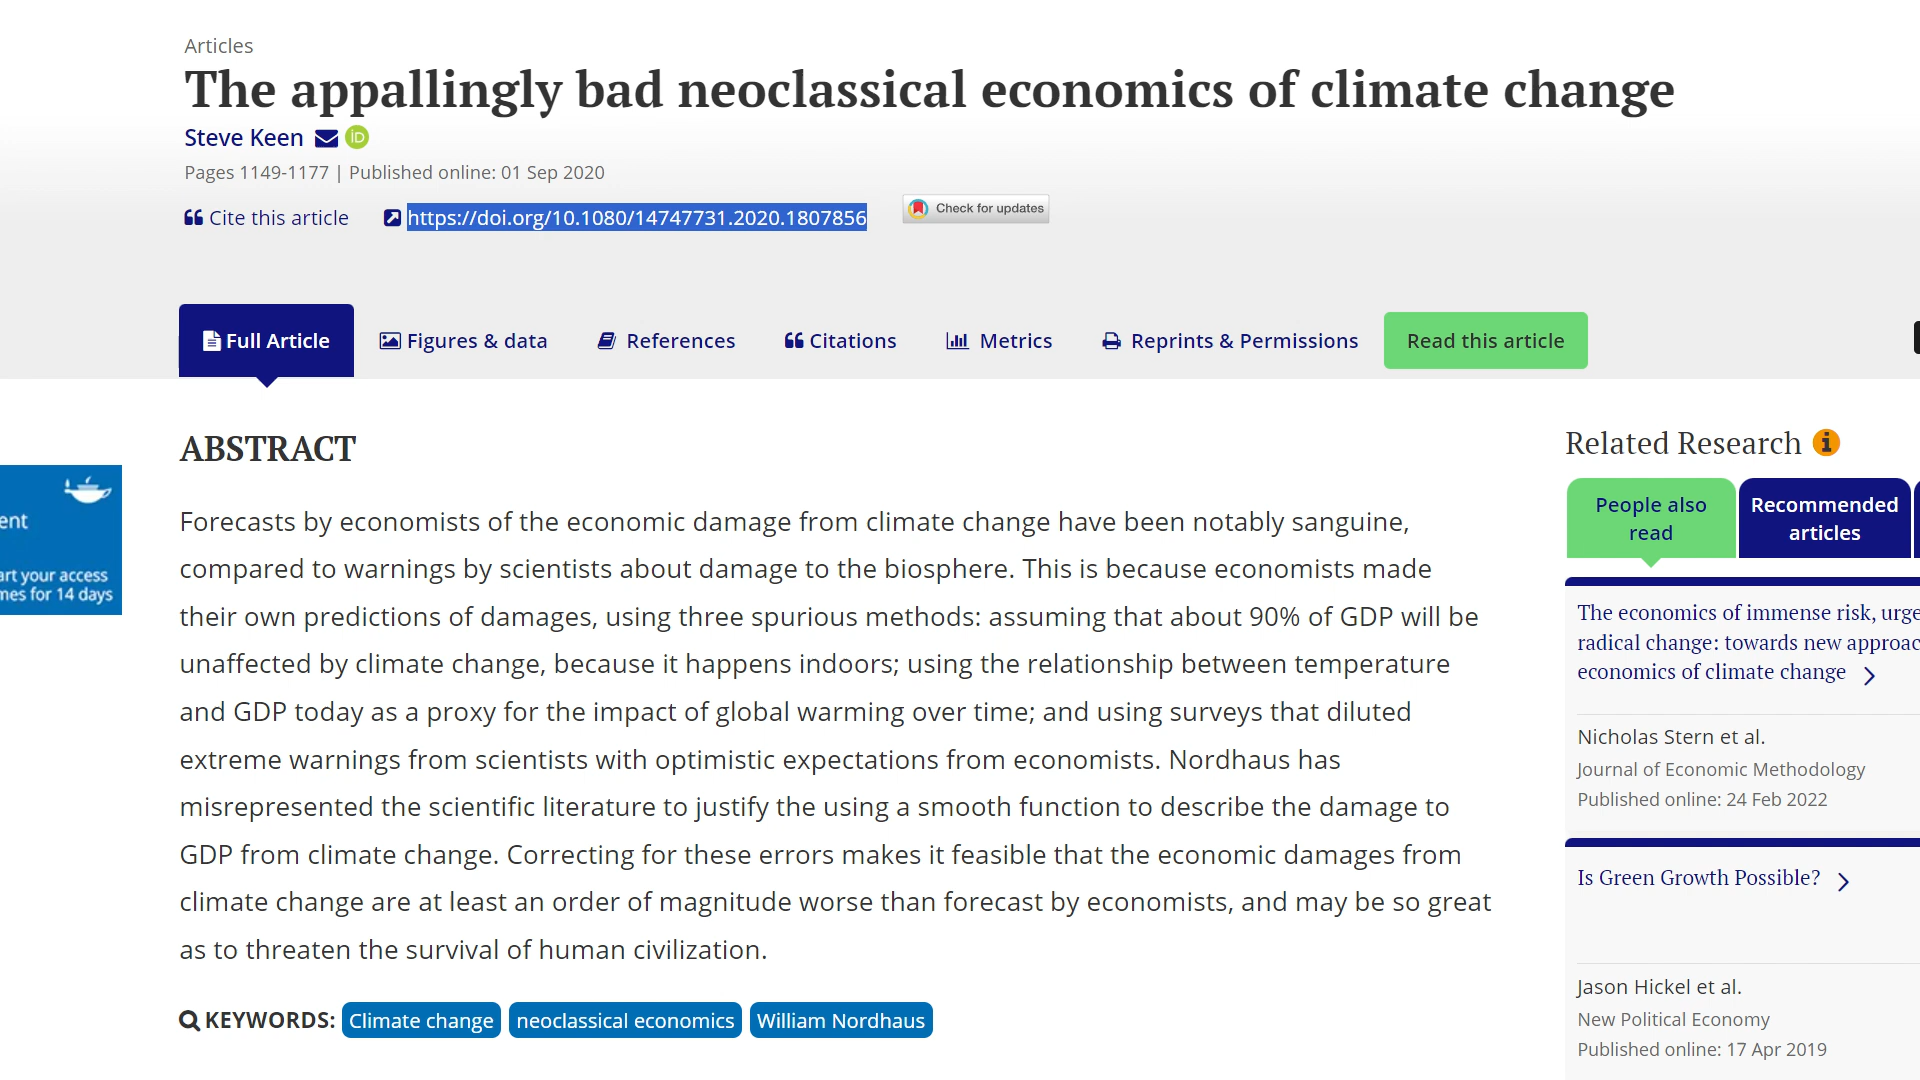 Articles
The appallingly bad neoclassical economics of climate change
Steve Keen iD
Pages 1149-1177 | Published online: 01 Sep 2020
Cite this article https://doi.org/10.1080/14747731.2020.1807856 Check for updates
Full Article Figures & data References Citations Metrics Reprints & Permissions Read this article
ABSTRACT
Forecasts by economists of the economic damage from climate change have been notably sanguine,
compared to warnings by scientists about damage to the biosphere. This is because economists made
their own predictions of damages, using three spurious methods: assuming that about 90% of GDP will be
unaffected by climate change, because it happens indoors; using the relationship between temperature
and GDP today as a proxy for the impact of global warming over time; and using surveys that diluted
extreme warnings from scientists with optimistic expectations from economists. Nordhaus has
misrepresented the scientific literature to justify the using a smooth function to describe the damage to
GDP from climate change. Correcting for these errors makes it feasible that the economic damages from
climate change are at least an order of magnitude worse than forecast by economists, and may be so great
as to threaten the survival of human civilization.
KEYWORDS: Climate change neoclassical economics William Nordhaus
ent
art your access
mes for 14 days
Related Research
People also
read
Recommended
articles
The economics of immense risk, urge
radical change: towards new approac
economics of climate change
Nicholas Stern et al.
Journal of Economic Methodology
Published online: 24 Feb 2022
Is Green Growth Possible?
Jason Hickel et al.
New Political Economy
Published online: 17 Apr 2019